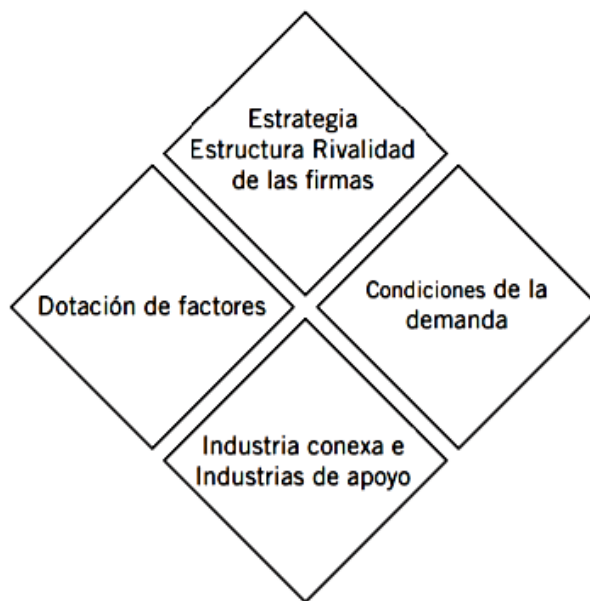 Estrategia
Estructura Rivalidad
de las firmas
Dotación de factores
Condiciones de la
demanda
Industria conexa e
Industrias de apoyo